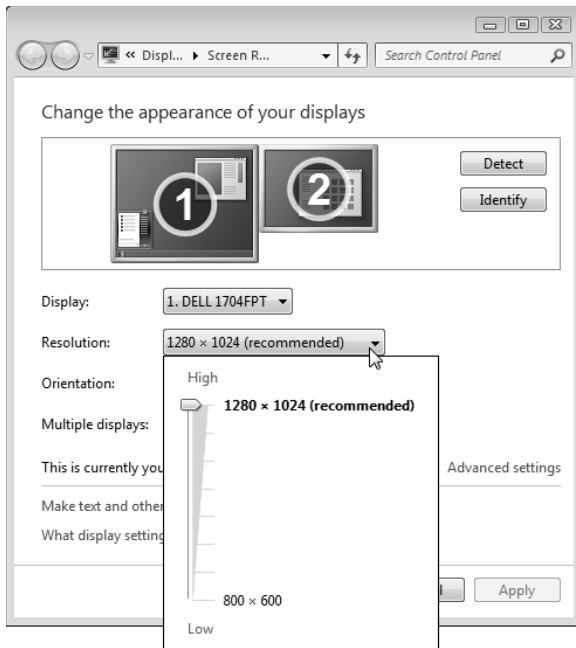 « Displ... ▸ Screen R...
Search Control Panel
Change the appearance of your displays
1
2
Detect
Identify
Display:
1. DELL 1704FPT
Resolution:
1280 × 1024 (recommended)
Orientation:
High
1280 × 1024 (recommended)
Multiple displays:
This is currently you
Advanced settings
Make text and other
What display setting
Apply
800 × 600
Low